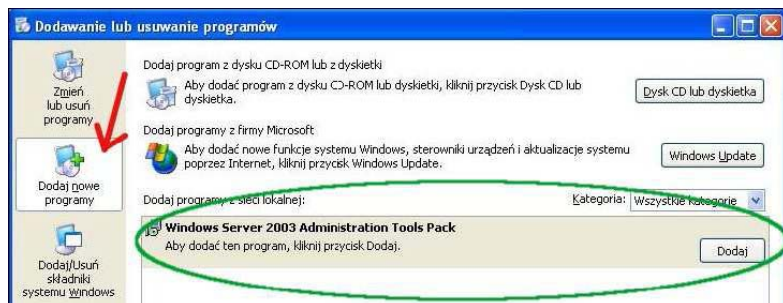 Dodawanie lub usuwanie programów
Zmień
lub usuń
programy
Dodaj nowe
programy
Dodaj/Usuń
składniki
systemu Windows
Dodaj program z dysku CD-ROM lub z dyskietki
Aby dodać program z dysku CD-ROM lub z dyskietki, kliknij przycisk Dysk CD lub
dyskietka.
Dysk CD lub dyskietka
Dodaj programy z firmy Microsoft
Aby dodać nowe funkcje systemu Windows, sterowniki urządzeń i aktualizacje systemu
poprzez Internet, kliknij przycisk Windows Update.
Windows Update
Dodaj programy z sieci lokalnej:
Kategoria:
Wszystkie kategorie
Windows Server 2003 Administration Tools Pack
Aby dodać ten program, kliknij przycisk Dodaj.
Dodaj